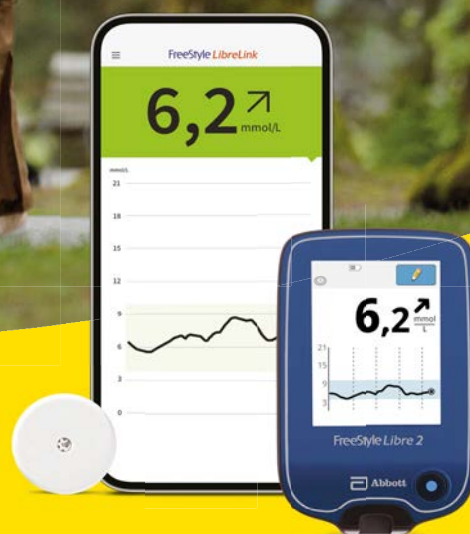 FreeStyle LibreLink
6,2
mmol/L
mmol/L
21
18
15
12
9
6
3
0
6,2 mmol
L
21
15
9
3
FreeStyle Libre 2
Abbott